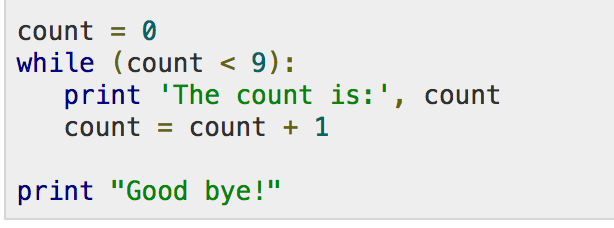 count = 0
while (count < 9):
   print 'The count is:', count
   count = count + 1

print "Good bye!"